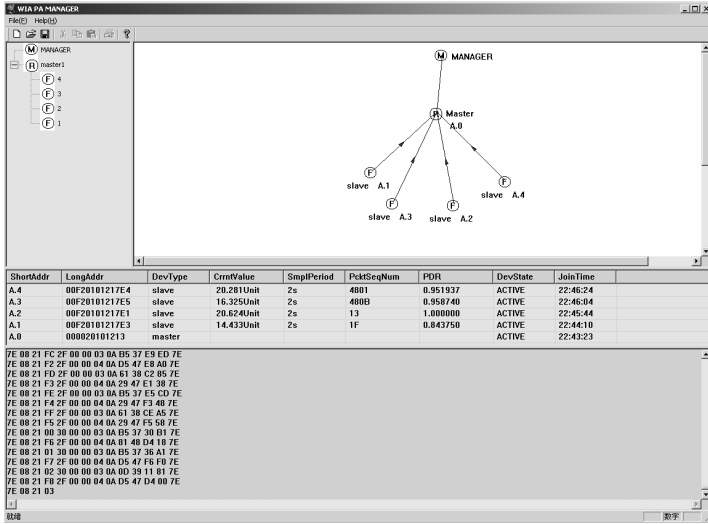 WIA PA MANAGER
File(F) Help(H)
M MANAGER
R master1
F 4
F 3
F 2
F 1
M MANAGER
R Master
A.0
F
slave A.1
F
slave A.3
F
slave A.2
F
slave A.4
ShortAddr LongAddr DevType CrrntValue SmplPeriod PcktSeqNum PDR DevState JoinTime
A.4 00F20101217E4 slave 20.281Unit 2s 4801 0.951937 ACTIVE 22:46:24
A.3 00F20101217E5 slave 16.325Unit 2s 480B 0.958740 ACTIVE 22:46:04
A.2 00F20101217E1 slave 20.624Unit 2s 13 1.000000 ACTIVE 22:45:44
A.1 00F20101217E3 slave 14.433Unit 2s 1F 0.843750 ACTIVE 22:44:10
A.0 000020101213 master ACTIVE 22:43:23
7E 08 21 FC 2F 00 00 03 0A B5 37 E9 ED 7E
7E 08 21 F2 2F 00 00 04 0A D5 47 E8 A0 7E
7E 08 21 FD 2F 00 00 03 0A 61 38 C2 85 7E
7E 08 21 F3 2F 00 00 04 0A 29 47 E1 38 7E
7E 08 21 FE 2F 00 00 03 0A B5 37 E5 CD 7E
7E 08 21 F4 2F 00 00 04 0A 29 47 F3 48 7E
7E 08 21 FF 2F 00 00 03 0A 61 38 CE A5 7E
7E 08 21 F5 2F 00 00 04 0A 29 47 F5 58 7E
7E 08 21 00 30 00 00 03 0A B5 37 30 B1 7E
7E 08 21 F6 2F 00 00 04 0A 81 48 D4 18 7E
7E 08 21 01 30 00 00 03 0A B5 37 36 A1 7E
7E 08 21 F7 2F 00 00 04 0A D5 47 F6 F0 7E
7E 08 21 02 30 00 00 03 0A 0D 39 11 81 7E
7E 08 21 F8 2F 00 00 04 0A D5 47 D4 00 7E
7E 08 21 03
就绪 数字